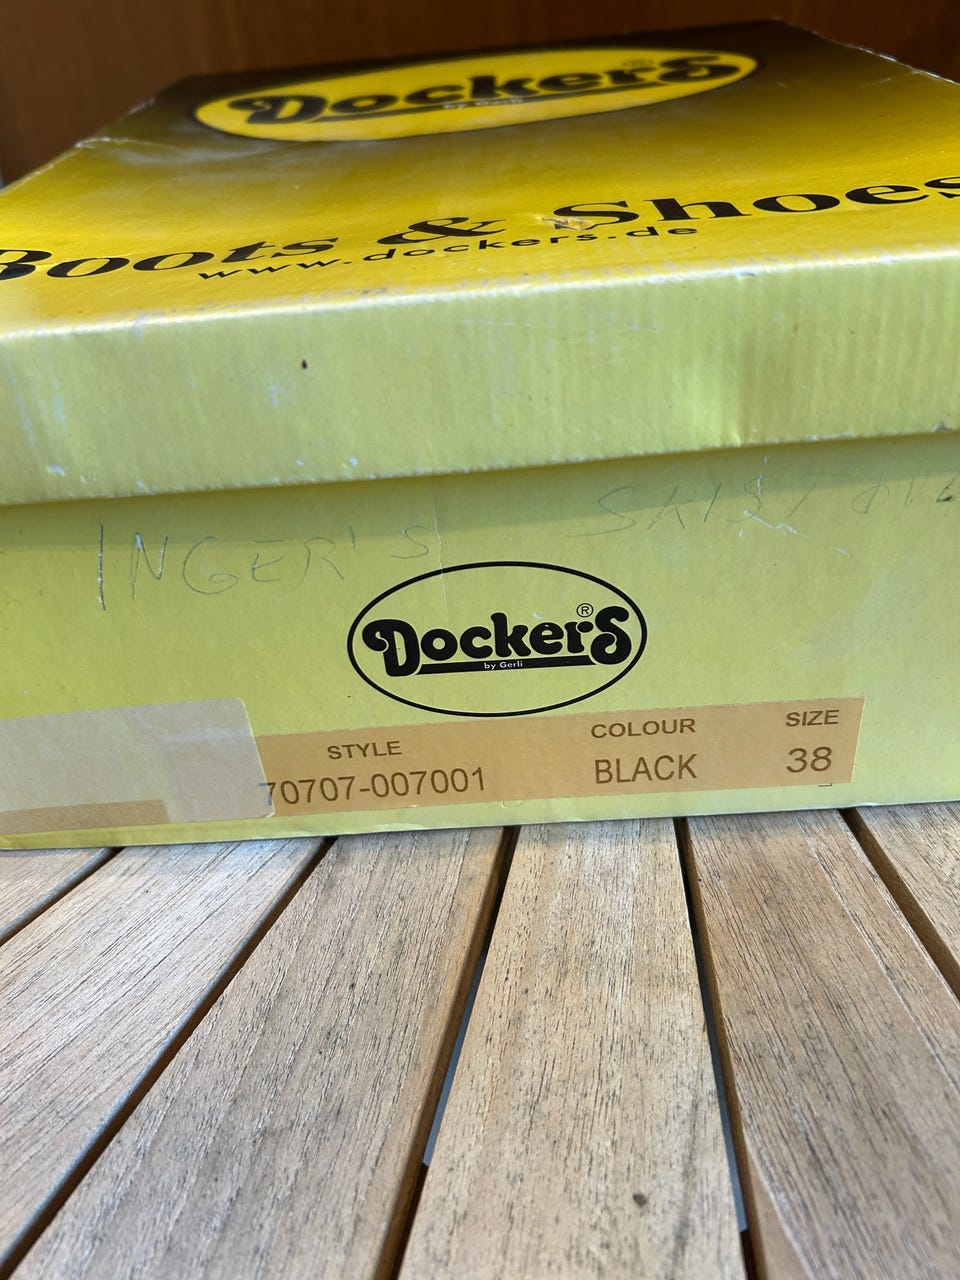 Dockers®
by Gerli
Boots & Shoes
www.dockers.de
INGER'S
Dockers®
by Gerli
STYLE COLOUR SIZE
70707-007001 BLACK 38